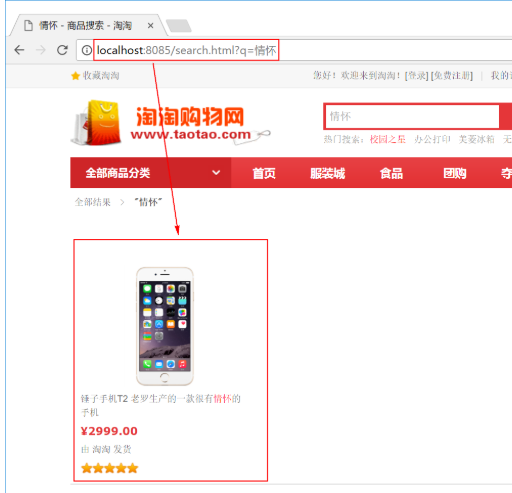 情怀 - 商品搜索 - 淘淘
localhost:8085/search.html?q=情怀
收藏淘淘
您好！欢迎来到淘淘！[登录] [免费注册]
我的
淘淘购物网
www.taotao.com
情怀
热门搜索： 校园之星 办公打印 美菱冰箱 无
全部商品分类
首页
服装城
食品
团购
夺
全部结果 > "情怀"
锤子手机T2 老罗生产的一款很有情怀的
手机
¥2999.00
由 淘淘 发货